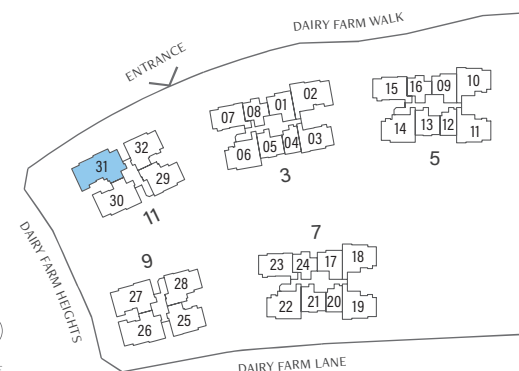 DAIRY FARM WALK
ENTRANCE
15 16 09 10
14 13 12 11
5
07 08 01 02
06 05 04 03
3
31 32
30 29
11
DAIRY FARM HEIGHTS
9
27 28
26 25
7
23 24 17 18
22 21 20 19
DAIRY FARM LANE